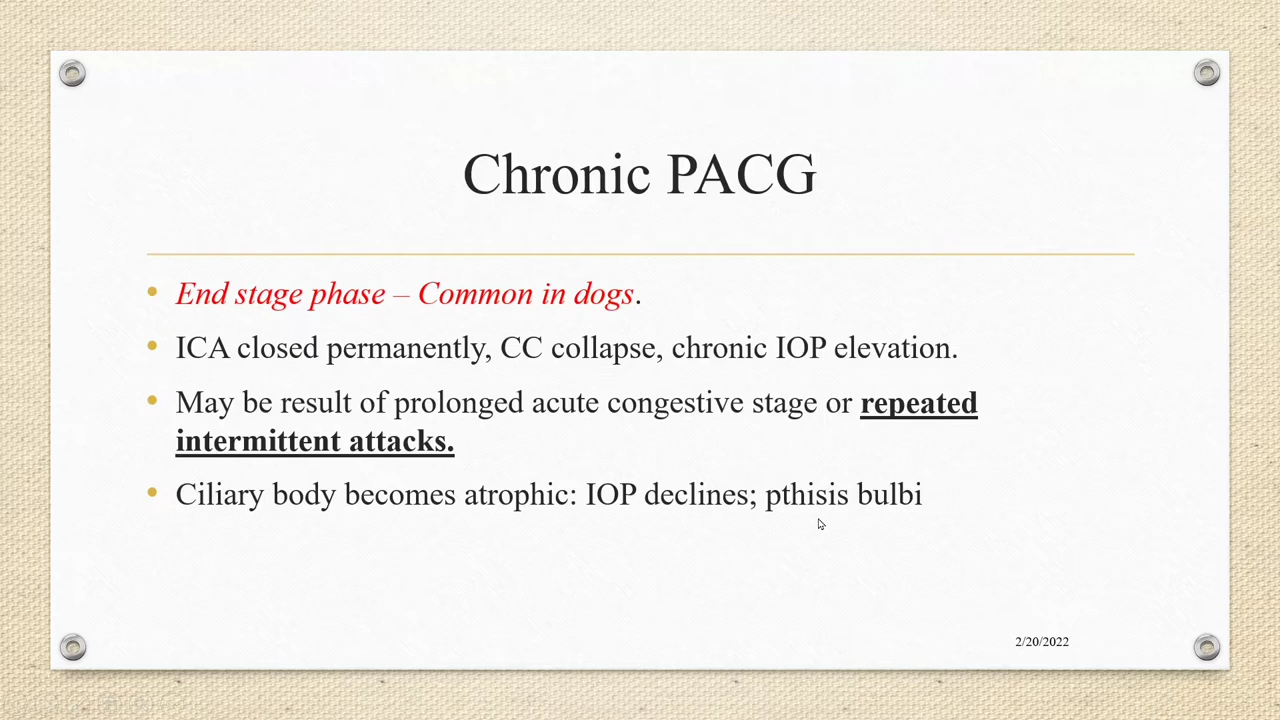 Chronic PACG
• End stage phase – Common in dogs.
• ICA closed permanently, CC collapse, chronic IOP elevation.
• May be result of prolonged acute congestive stage or repeated
intermittent attacks.
• Ciliary body becomes atrophic: IOP declines; pthisis bulbi
2/20/2022